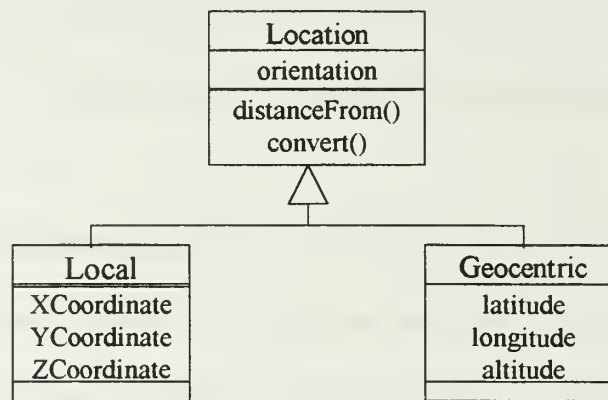 Location
orientation
distanceFrom()
convert()
Local
XCoordinate
YCoordinate
ZCoordinate
Geocentric
latitude
longitude
altitude